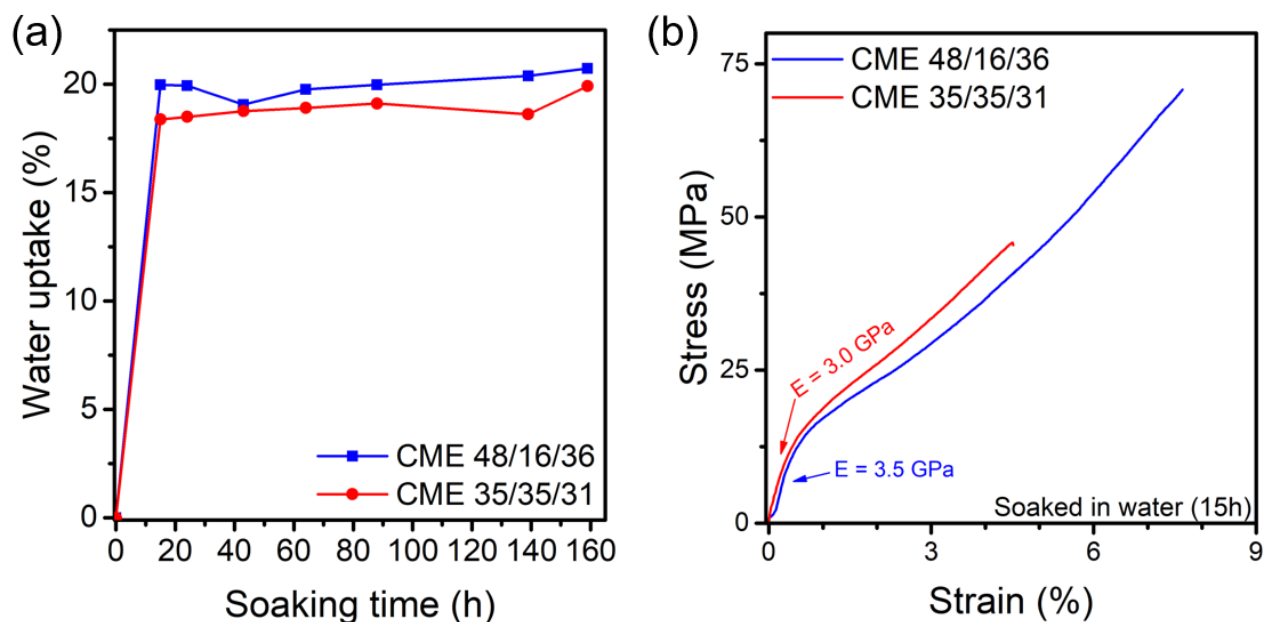 (a)
20
15
10
5
0
Water uptake (%)
CME 48/16/36
CME 35/35/31
0 20 40 60 80 100 120 140 160
Soaking time (h)
(b)
75
50
25
0
Stress (MPa)
CME 48/16/36
CME 35/35/31
E = 3.0 GPa
E = 3.5 GPa
Soaked in water (15h)
0 3 6 9
Strain (%)